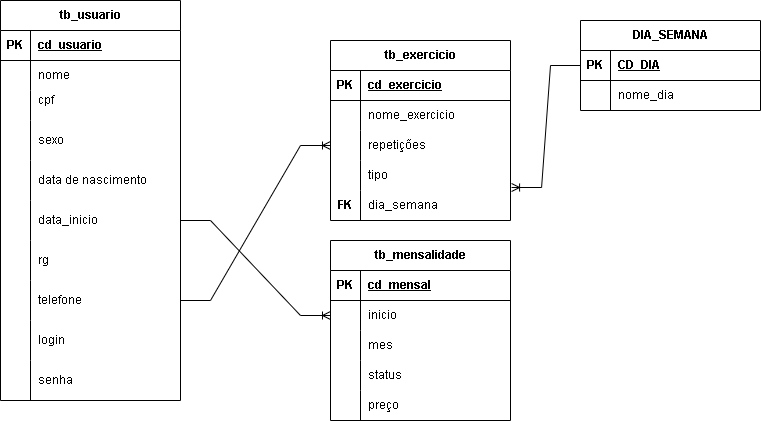 tb_usuario
PK cd_usuario
nome
cpf
sexo
data de nascimento
data_inicio
rg
telefone
login
senha
tb_exercicio
PK cd_exercicio
nome_exercicio
repetições
tipo
FK dia_semana
DIA_SEMANA
PK CD_DIA
nome_dia
tb_mensalidade
PK cd_mensal
inicio
mes
status
preço